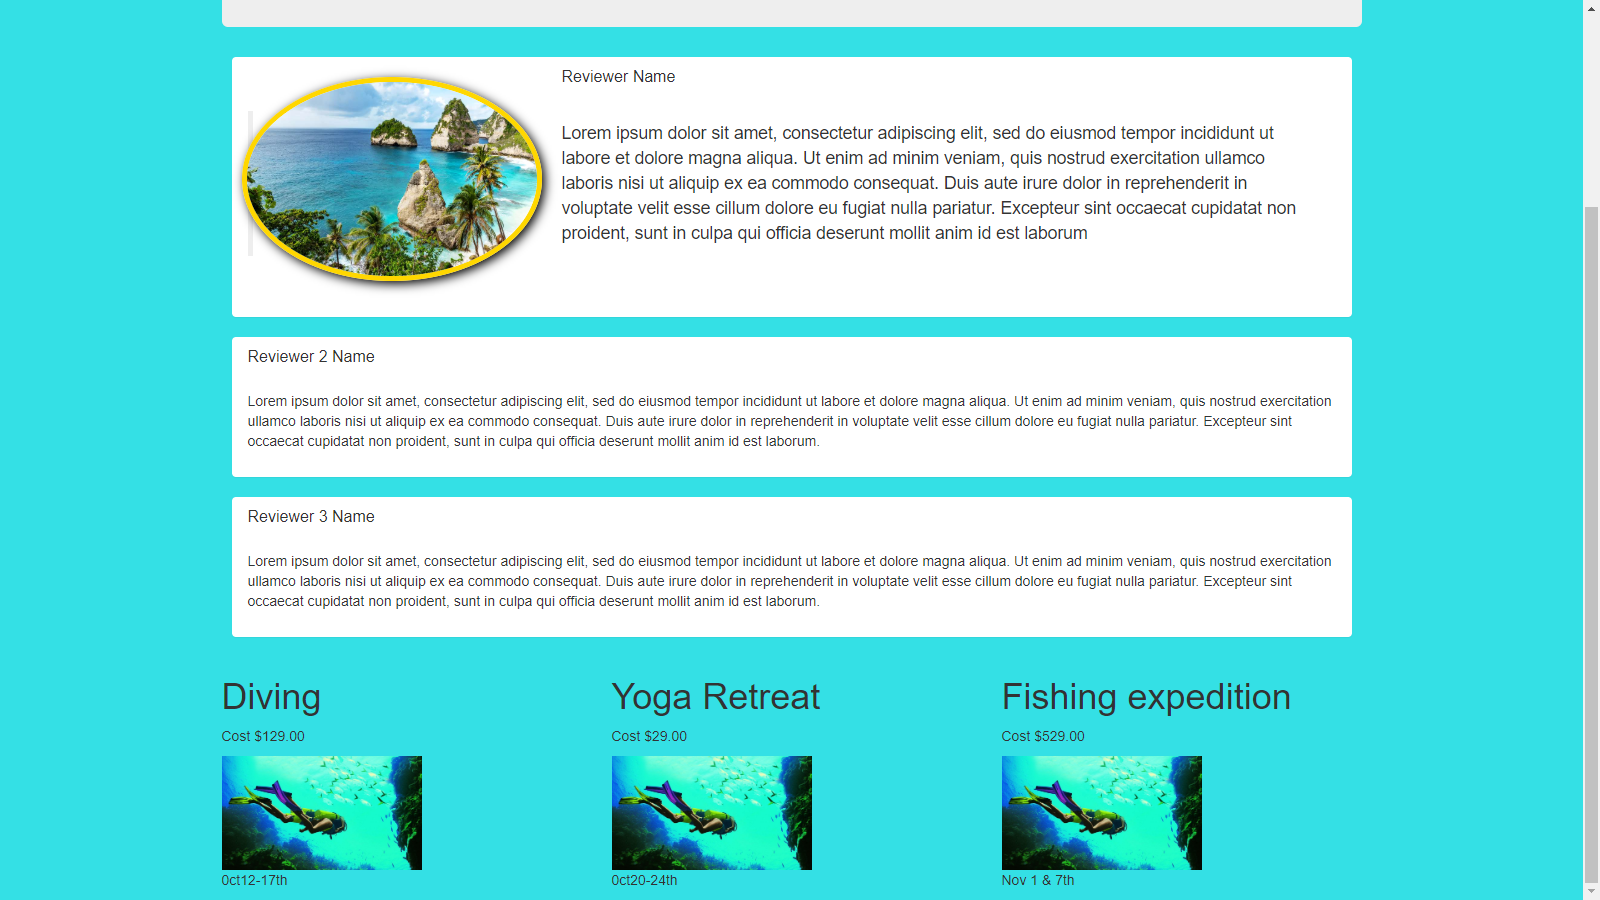 Reviewer Name
Lorem ipsum dolor sit amet, consectetur adipiscing elit, sed do eiusmod tempor incididunt ut
labore et dolore magna aliqua. Ut enim ad minim veniam, quis nostrud exercitation ullamco
laboris nisi ut aliquip ex ea commodo consequat. Duis aute irure dolor in reprehenderit in
voluptate velit esse cillum dolore eu fugiat nulla pariatur. Excepteur sint occaecat cupidatat non
proident, sunt in culpa qui officia deserunt mollit anim id est laborum
Reviewer 2 Name
Lorem ipsum dolor sit amet, consectetur adipiscing elit, sed do eiusmod tempor incididunt ut labore et dolore magna aliqua. Ut enim ad minim veniam, quis nostrud exercitation
ullamco laboris nisi ut aliquip ex ea commodo consequat. Duis aute irure dolor in reprehenderit in voluptate velit esse cillum dolore eu fugiat nulla pariatur. Excepteur sint
occaecat cupidatat non proident, sunt in culpa qui officia deserunt mollit anim id est laborum.
Reviewer 3 Name
Lorem ipsum dolor sit amet, consectetur adipiscing elit, sed do eiusmod tempor incididunt ut labore et dolore magna aliqua. Ut enim ad minim veniam, quis nostrud exercitation
ullamco laboris nisi ut aliquip ex ea commodo consequat. Duis aute irure dolor in reprehenderit in voluptate velit esse cillum dolore eu fugiat nulla pariatur. Excepteur sint
occaecat cupidatat non proident, sunt in culpa qui officia deserunt mollit anim id est laborum.
Diving
Cost $129.00
0ct12-17th
Yoga Retreat
Cost $29.00
0ct20-24th
Fishing expedition
Cost $529.00
Nov 1 & 7th